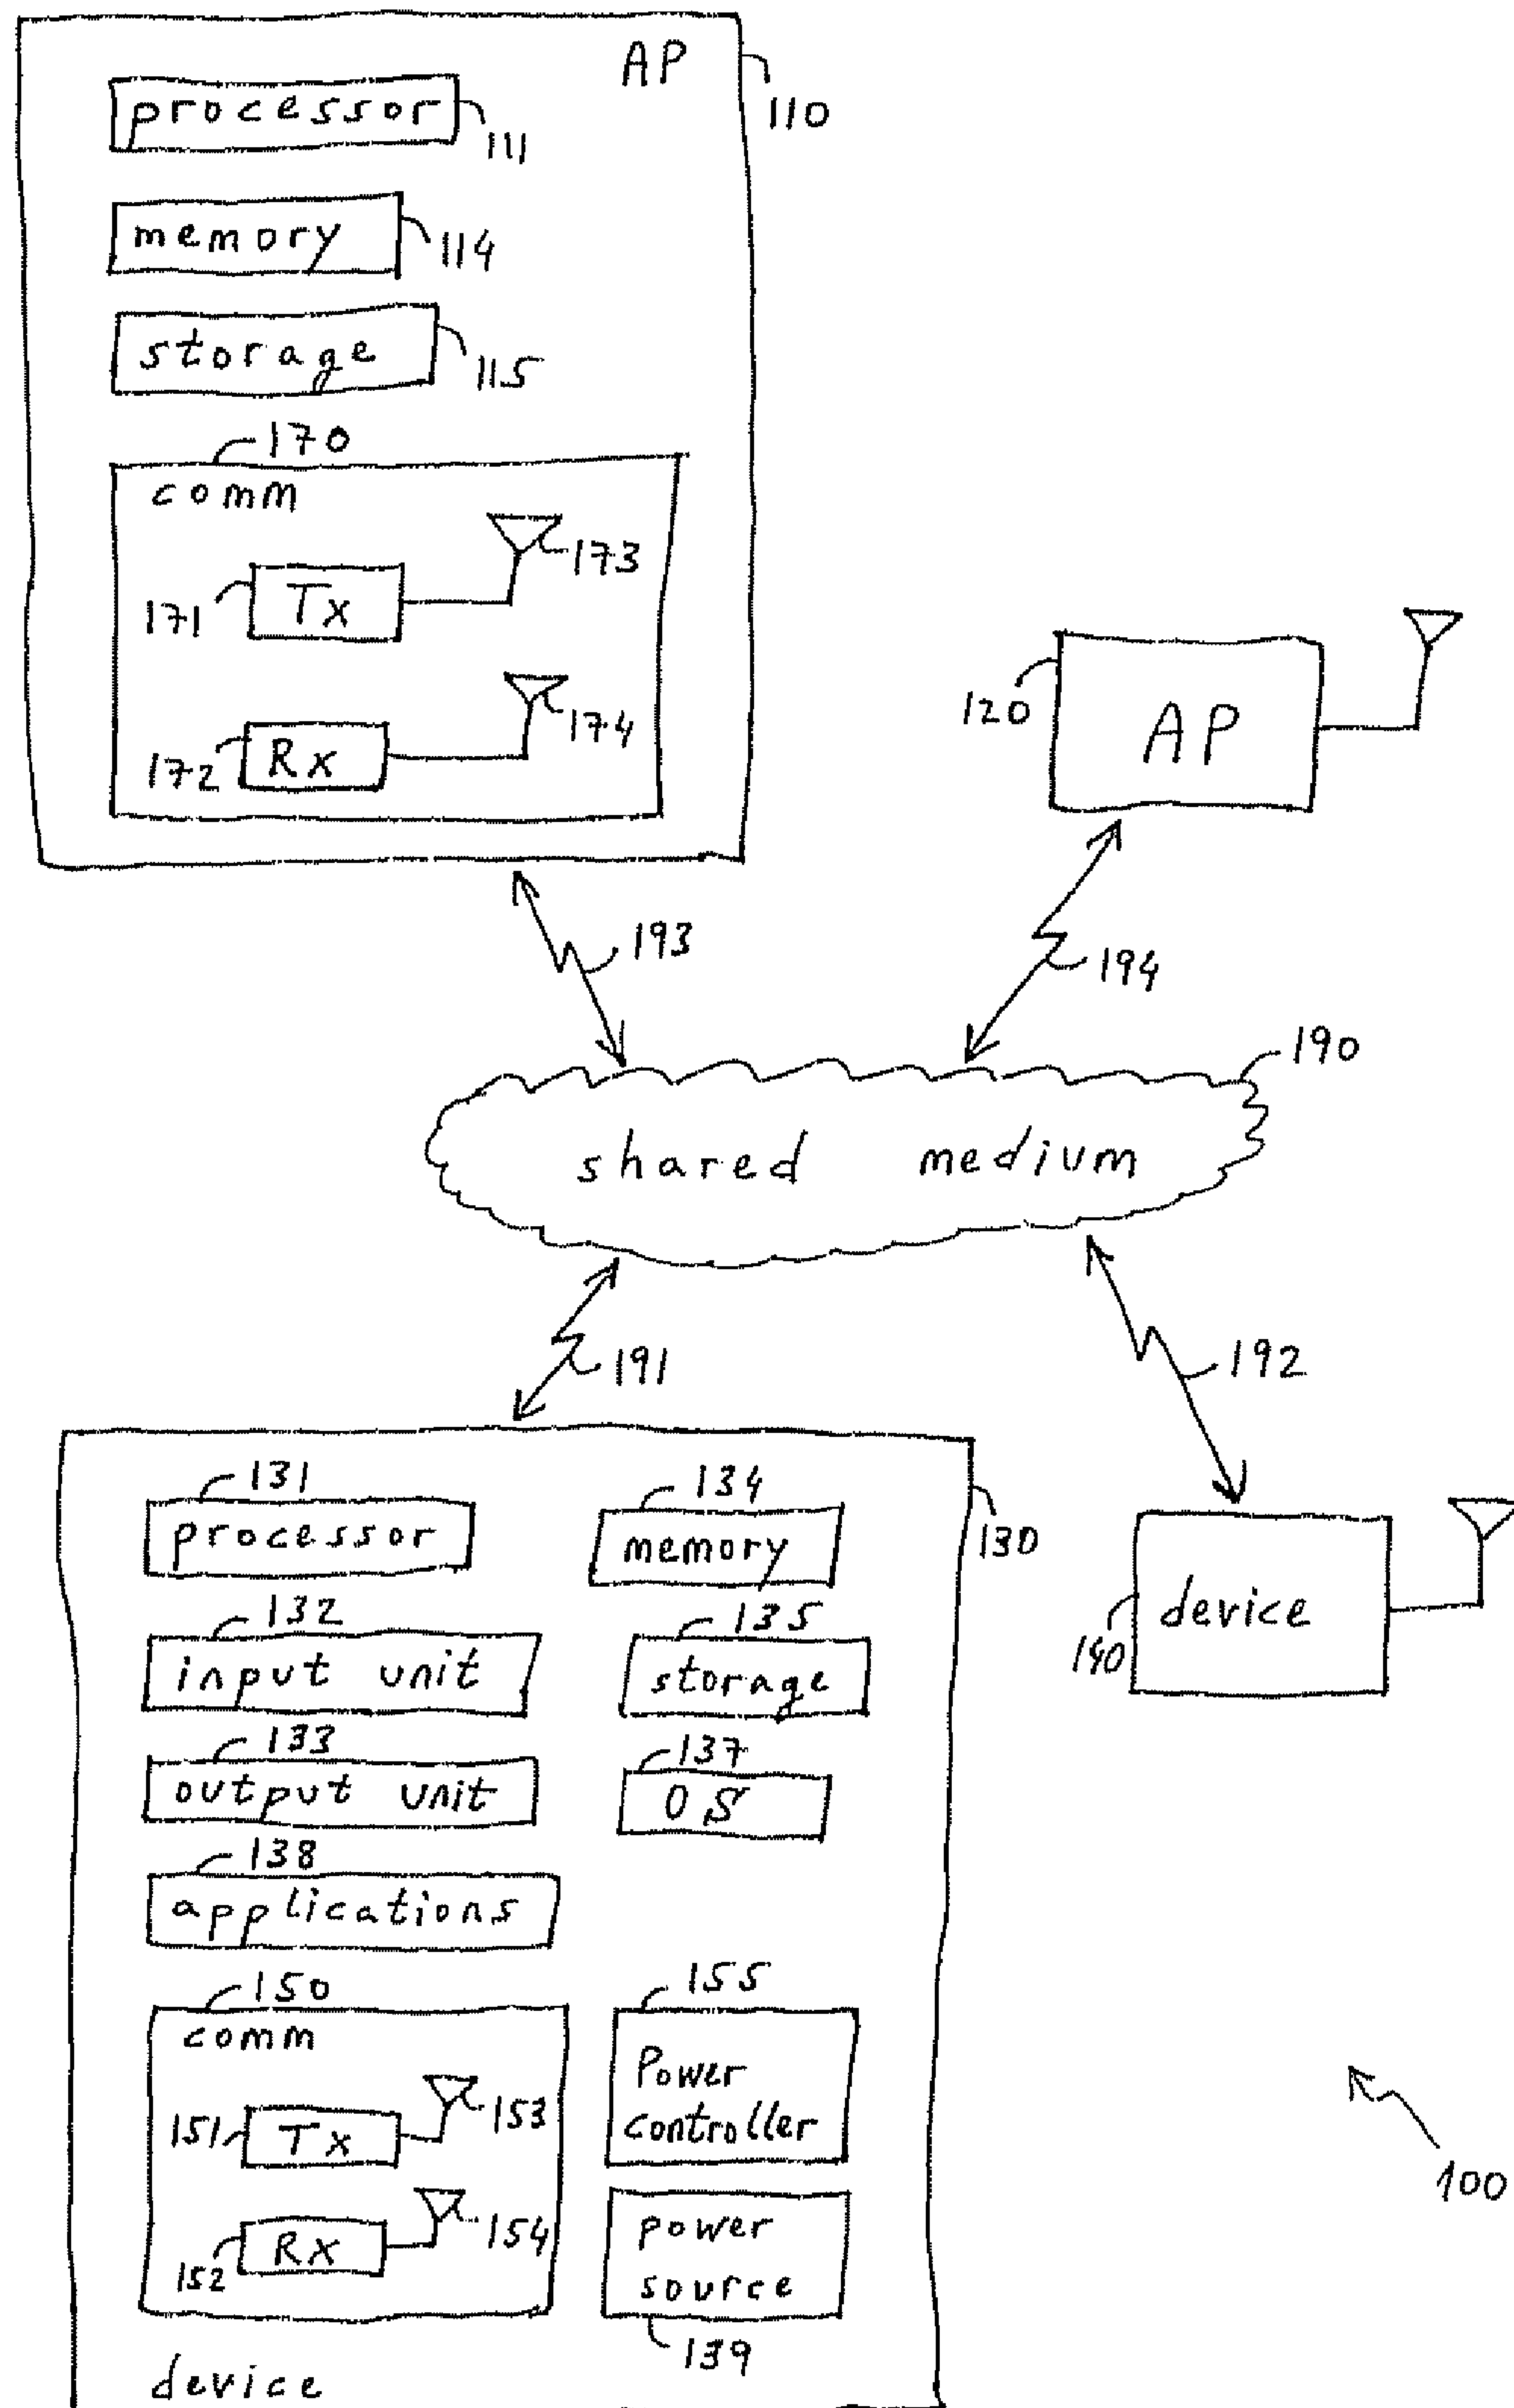 AP
110
processor
111
memory
114
storage
115
170
comm
173
171
Tx
174
172
Rx
120
AP
193
194
190
shared medium
191
192
131
processor
134
memory
130
132
input unit
135
storage
140
device
133
output unit
137
OS
138
applications
150
comm
155
Power
controller
153
151
Tx
154
152
Rx
power
source
139
device
100